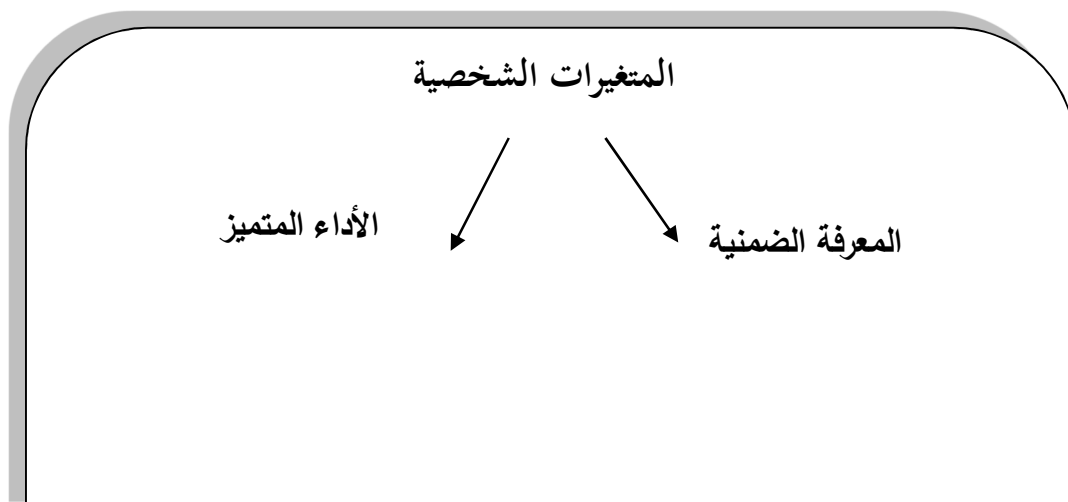 المتغيرات الشخصية
المعرفة الضمنية
الأداء المتميز